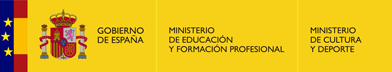 GOBIERNO
DE ESPAÑA
MINISTERIO
DE EDUCACIÓN
Y FORMACIÓN PROFESIONAL
MINISTERIO
DE CULTURA
Y DEPORTE